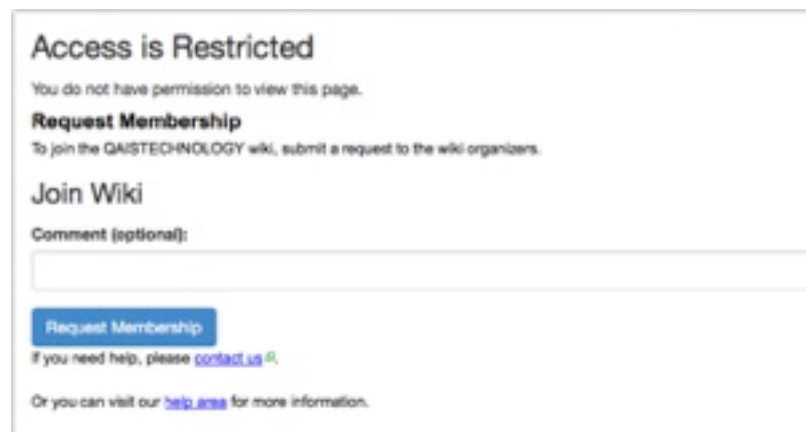 Access is Restricted
You do not have permission to view this page.
Request Membership
To join the QAISTECHNOLOGY wiki, submit a request to the wiki organizers.
Join Wiki
Comment (optional):
Request Membership
If you need help, please contact us.
Or you can visit our help area for more information.